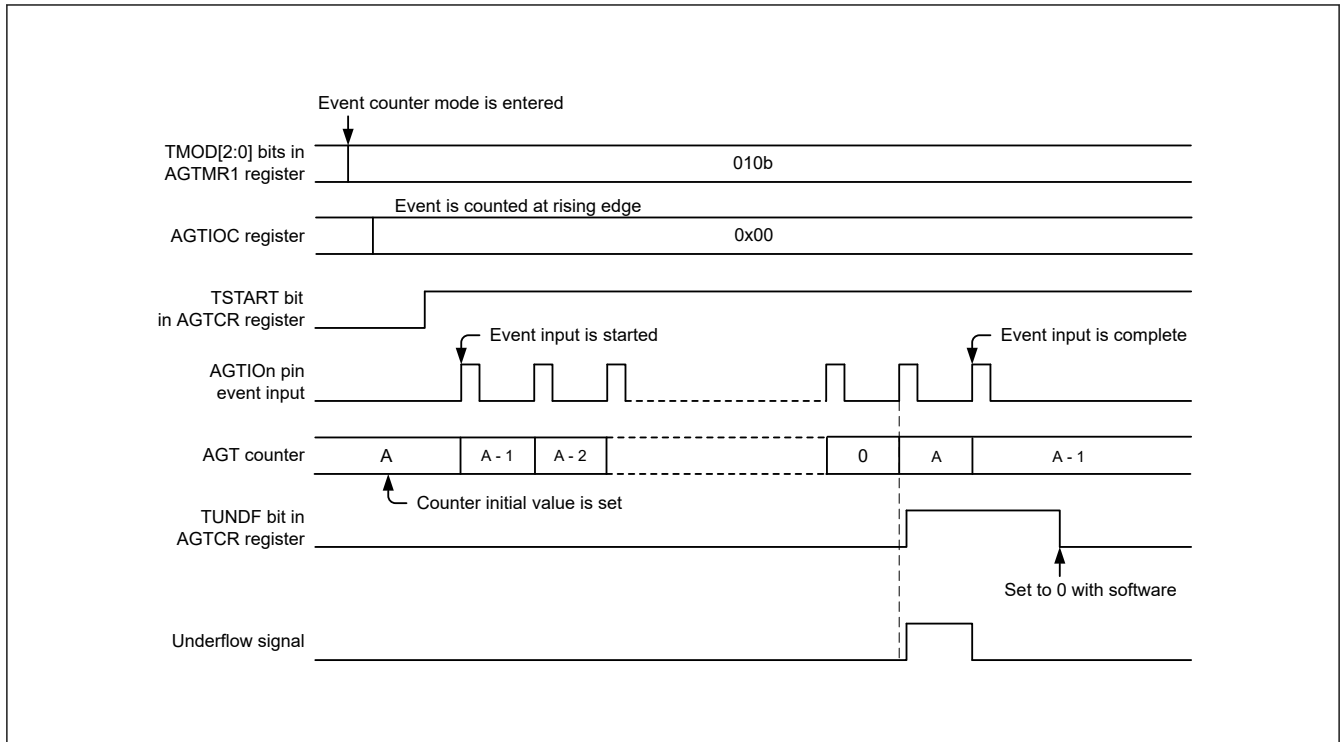 Event counter mode is entered
TMOD[2:0] bits in
AGTMR1 register
010b
Event is counted at rising edge
AGTIOC register
0x00
TSTART bit
in AGTCR register
Event input is started
Event input is complete
AGTIOn pin
event input
AGT counter
A
A - 1
A - 2
0
A
A - 1
Counter initial value is set
TUNDF bit in
AGTCR register
Set to 0 with software
Underflow signal